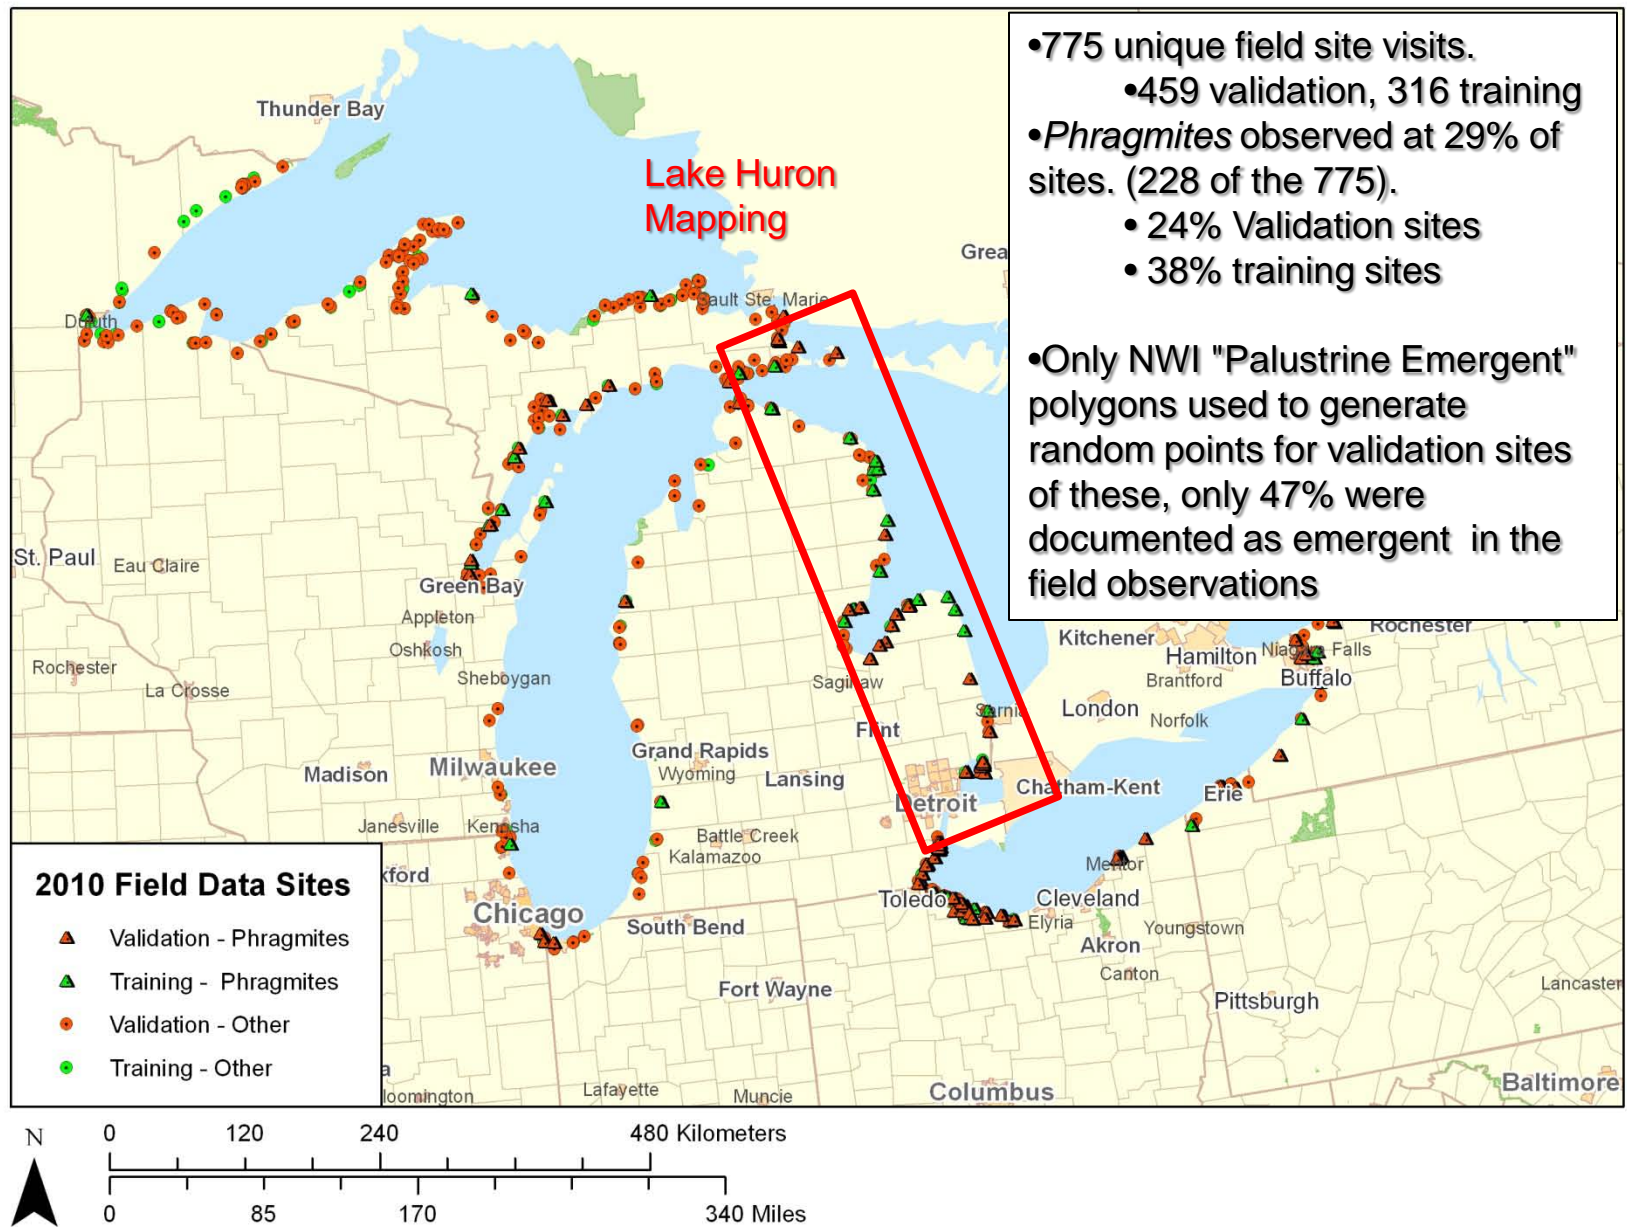 •775 unique field site visits.
•459 validation, 316 training
•Phragmites observed at 29% of
sites. (228 of the 775).
• 24% Validation sites
• 38% training sites
•Only NWI "Palustrine Emergent"
polygons used to generate
random points for validation sites
of these, only 47% were
documented as emergent in the
field observations
Thunder Bay
Lake Huron
Mapping
Grea
Sault Ste. Marie
Duluth
St. Paul
Eau Claire
Green Bay
Appleton
Oshkosh
Rochester
La Crosse
Sheboygan
Saginaw
Kitchener
Rochester
Hamilton
Niagara Falls
Brantford
Buffalo
Sarnia
London
Norfolk
Flint
Grand Rapids
Wyoming
Lansing
Madison
Milwaukee
Detroit
Chatham-Kent
Erie
Janesville
Kenosha
Battle Creek
Kalamazoo
Mentor
kford
Chicago
South Bend
Toledo
Cleveland
Elyria
Youngstown
Akron
Canton
Fort Wayne
Pittsburgh
Lancaster
a
loomington
Lafayette
Muncie
Columbus
Baltimore
2010 Field Data Sites
Validation - Phragmites
Training - Phragmites
Validation - Other
Training - Other
N
0 120 240 480 Kilometers
0 85 170 340 Miles